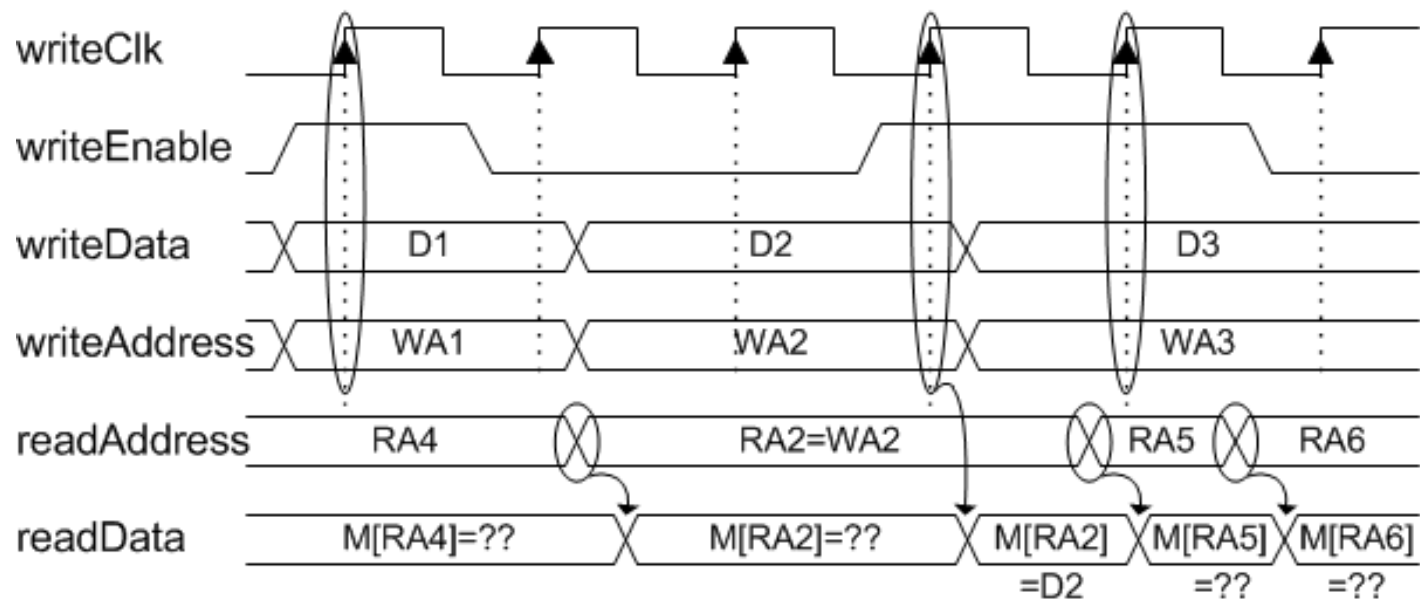 writeClk
writeEnable
writeData D1 D2 D3
writeAddress WA1 WA2 WA3
readAddress RA4 RA2=WA2 RA5 RA6
readData M[RA4]=?? M[RA2]=?? M[RA2] M[RA5] M[RA6]
=D2 =?? =??